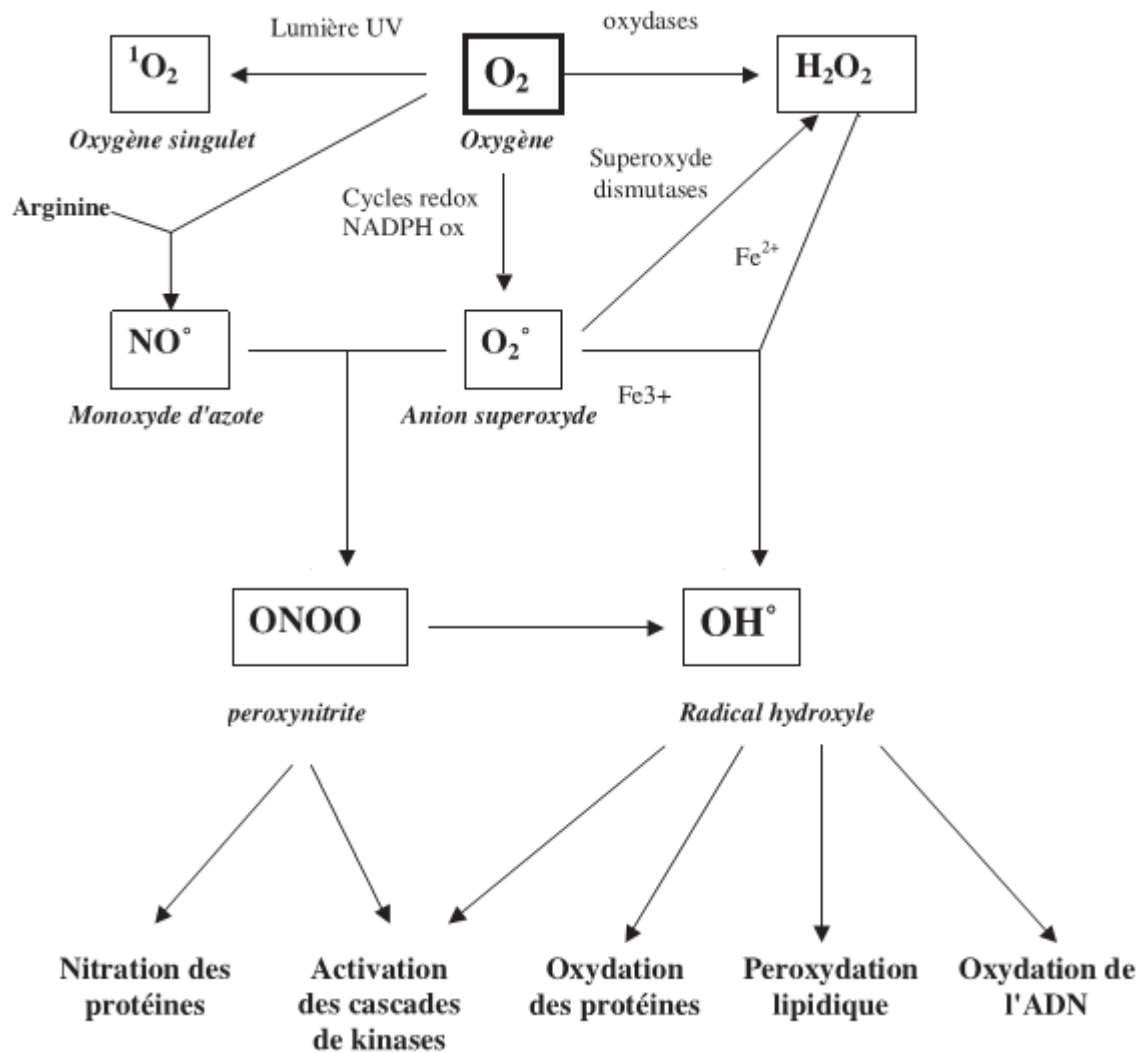 Lumière UV
oxydases
¹O₂
O₂
H₂O₂
Oxygène singulet
Oxygène
Superoxyde
dismutases
Cycles redox
NADPH ox
Arginine
Fe²⁺
NO°
O₂°
Fe3+
Monoxyde d'azote
Anion superoxyde
ONOO
OH°
peroxynitrite
Radical hydroxyle
Nitration des
protéines
Activation
des cascades
de kinases
Oxydation
des protéines
Peroxydation
lipidique
Oxydation de
l'ADN